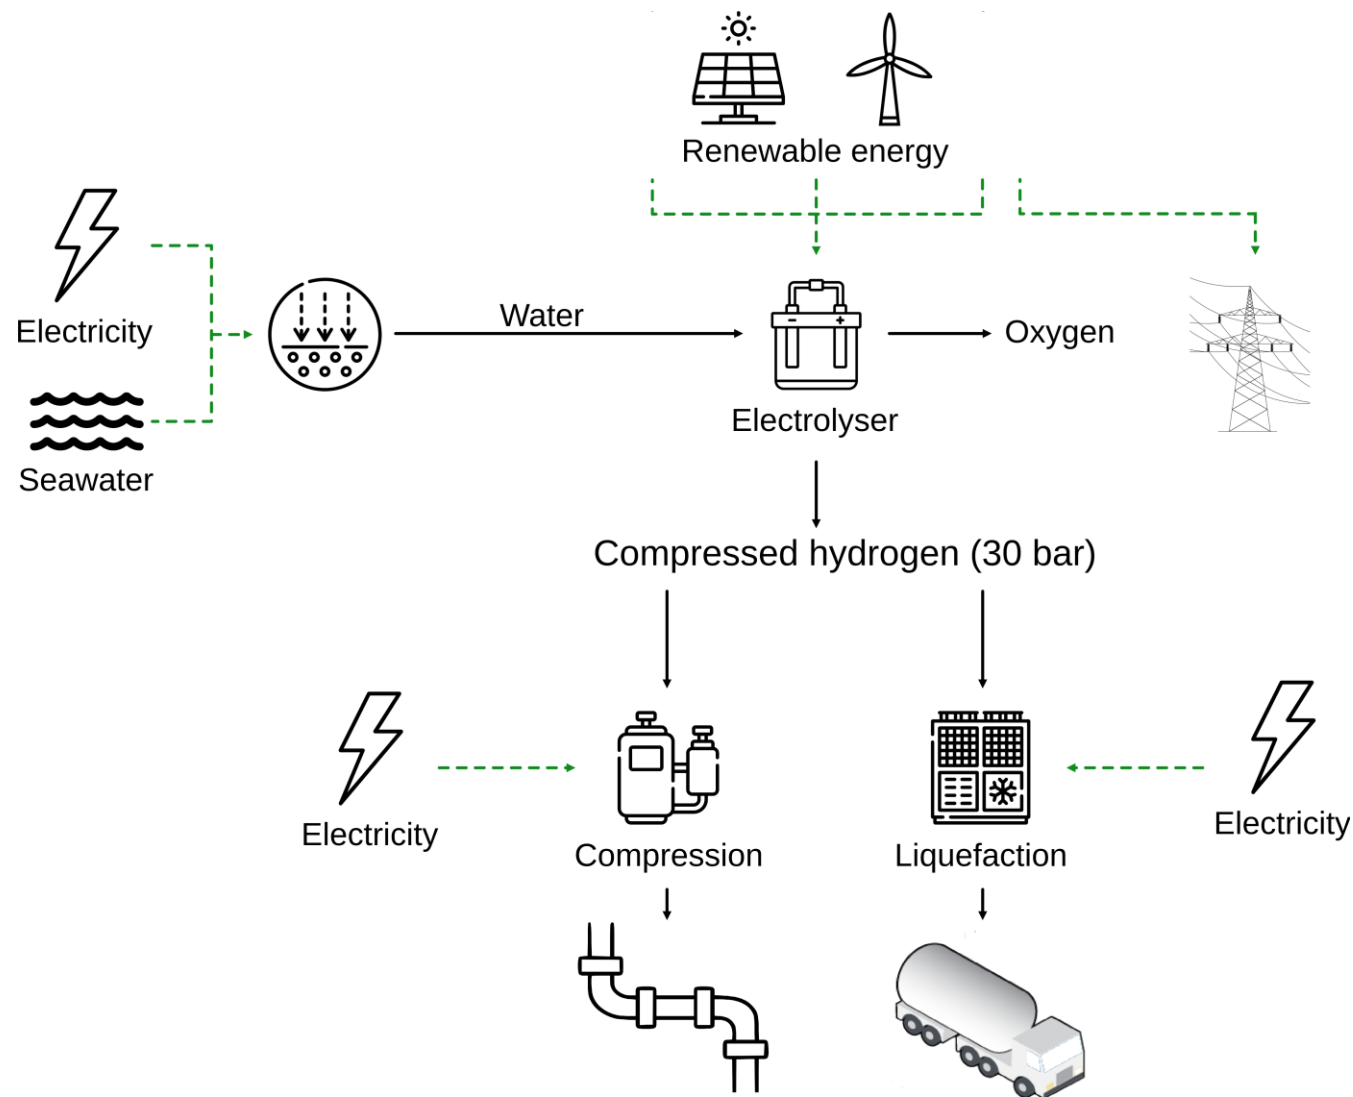 Renewable energy
Electricity
Water
Oxygen
Electrolyser
Seawater
Compressed hydrogen (30 bar)
Electricity
Electricity
Compression
Liquefaction